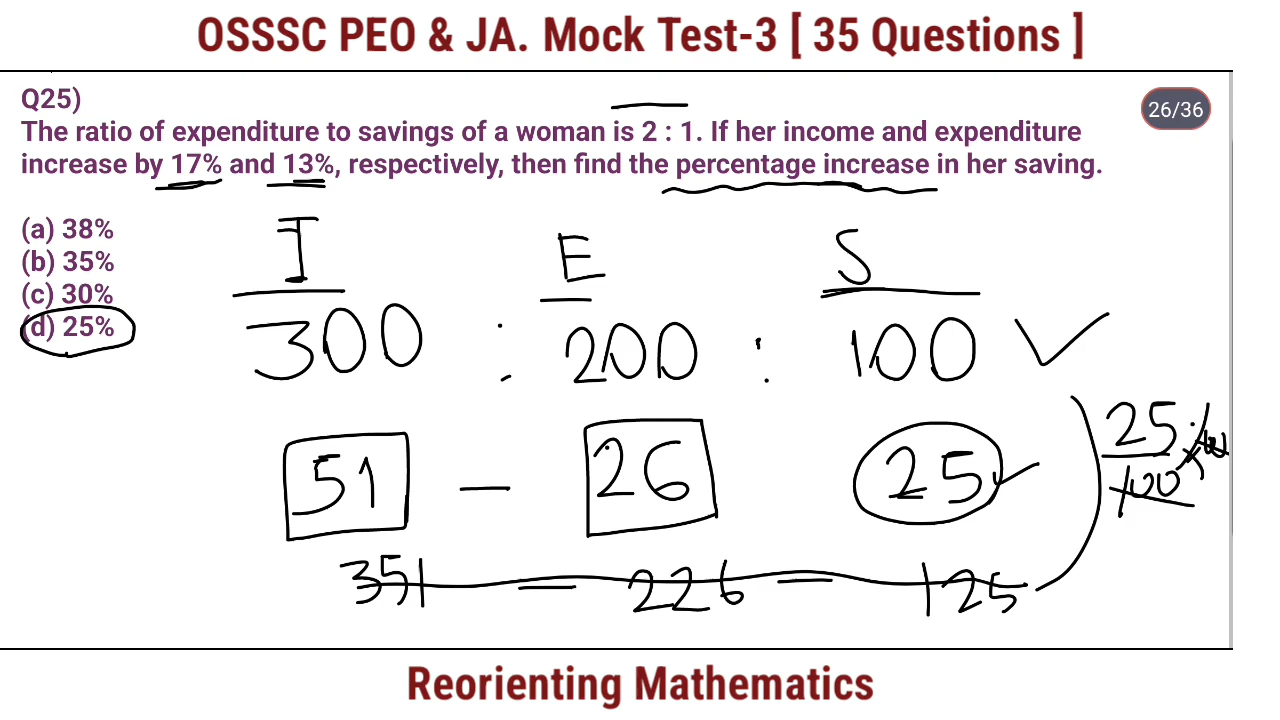 OSSSC PEO & JA. Mock Test-3 [ 35 Questions ]
Q25)
26/36
The ratio of expenditure to savings of a woman is 2 : 1. If her income and expenditure
increase by 17% and 13%, respectively, then find the percentage increase in her saving.
(a) 38%
(b) 35%
(c) 30%
(d) 25%
I E S
300 : 200 : 100
51 - 26 25
25
100
351 = 226 = 125
Reorienting Mathematics